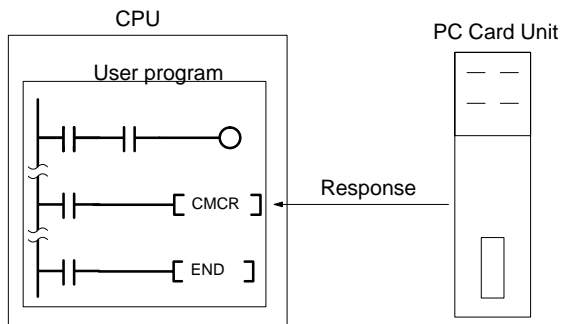 CPU
PC Card Unit
User program
CMCR
Response
END